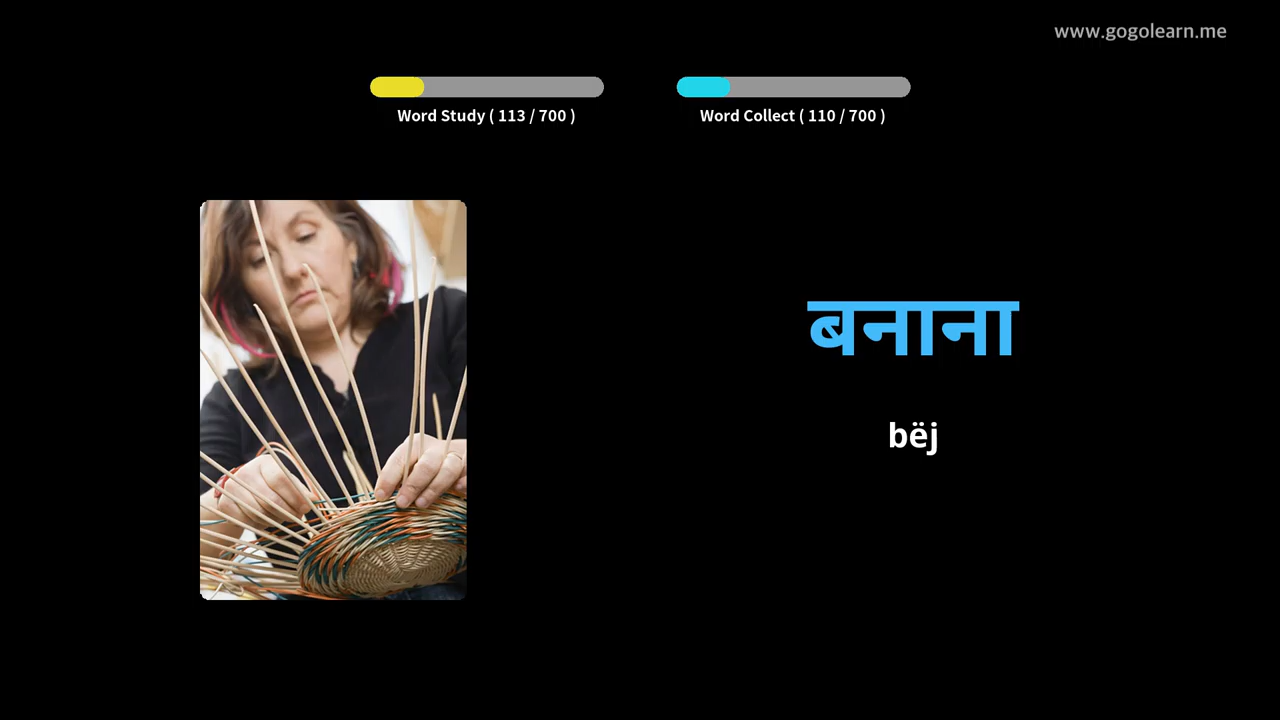 www.gogolearn.me
Word Study ( 113 / 700 )
Word Collect ( 110 / 700 )
बनाना
bëj